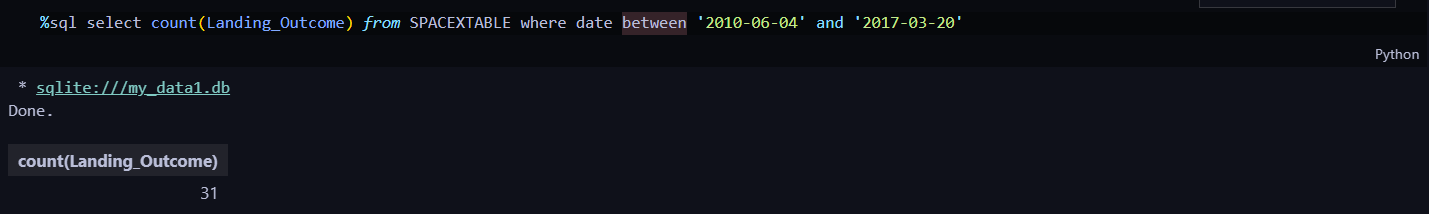 %sql select count(Landing_Outcome) from SPACEXTABLE where date between '2010-06-04' and '2017-03-20'
Python
* sqlite:///my_data1.db
Done.
count(Landing_Outcome)
31